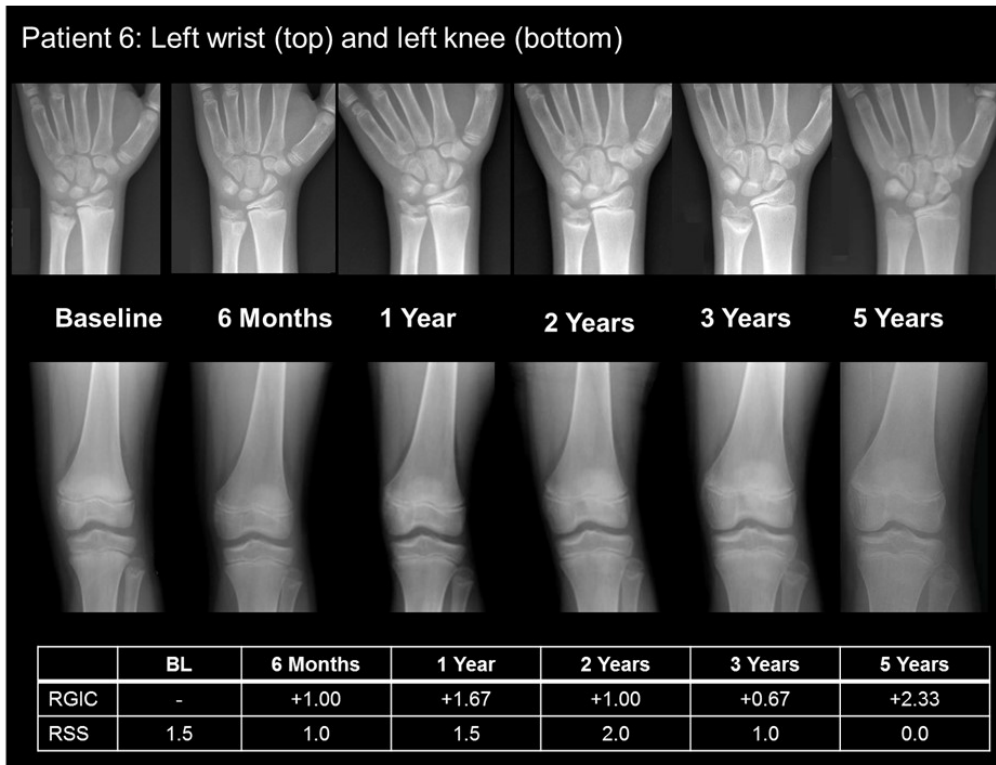 Patient 6: Left wrist (top) and left knee (bottom)
Baseline 6 Months 1 Year 2 Years 3 Years 5 Years
BL 6 Months 1 Year 2 Years 3 Years 5 Years
RGIC - +1.00 +1.67 +1.00 +0.67 +2.33
RSS 1.5 1.0 1.5 2.0 1.0 0.0